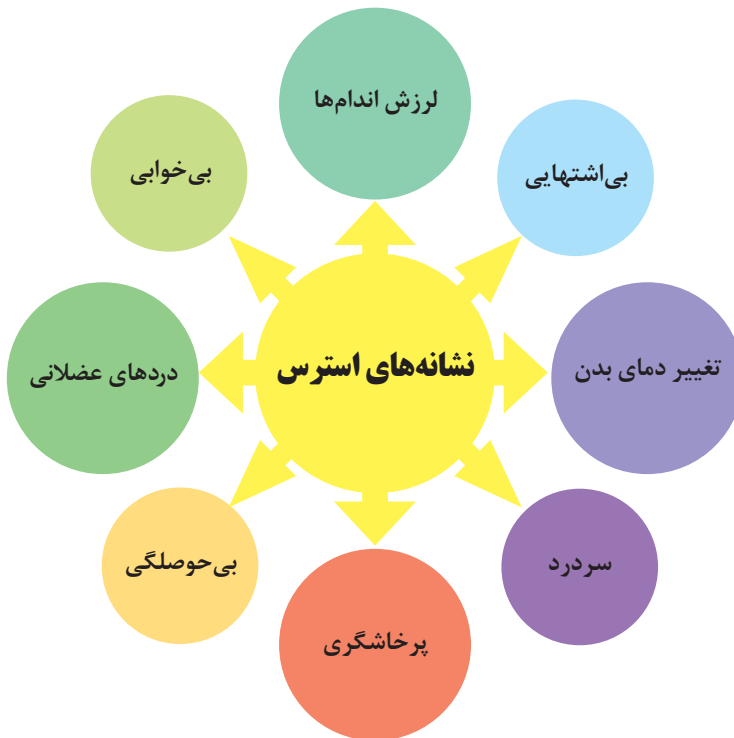 لرزش اندام‌ها
بی‌اشتهایی
بی‌خوابی
نشانه‌های استرس
تغییر دمای بدن
دردهای عضلانی
سردرد
بی‌حوصلگی
پرخاشگری